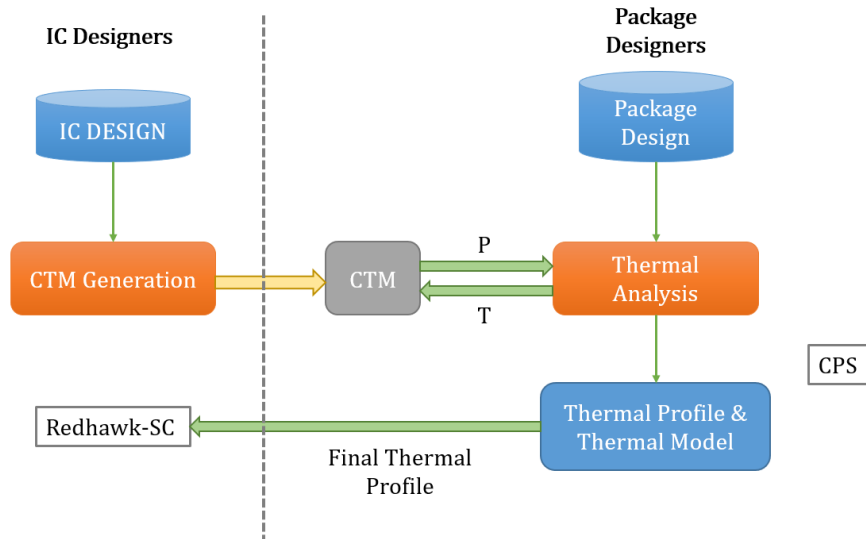 IC Designers
Package
Designers
IC DESIGN
Package
Design
CTM Generation
CTM
P
T
Thermal
Analysis
CPS
Redhawk-SC
Thermal Profile &
Thermal Model
Final Thermal
Profile